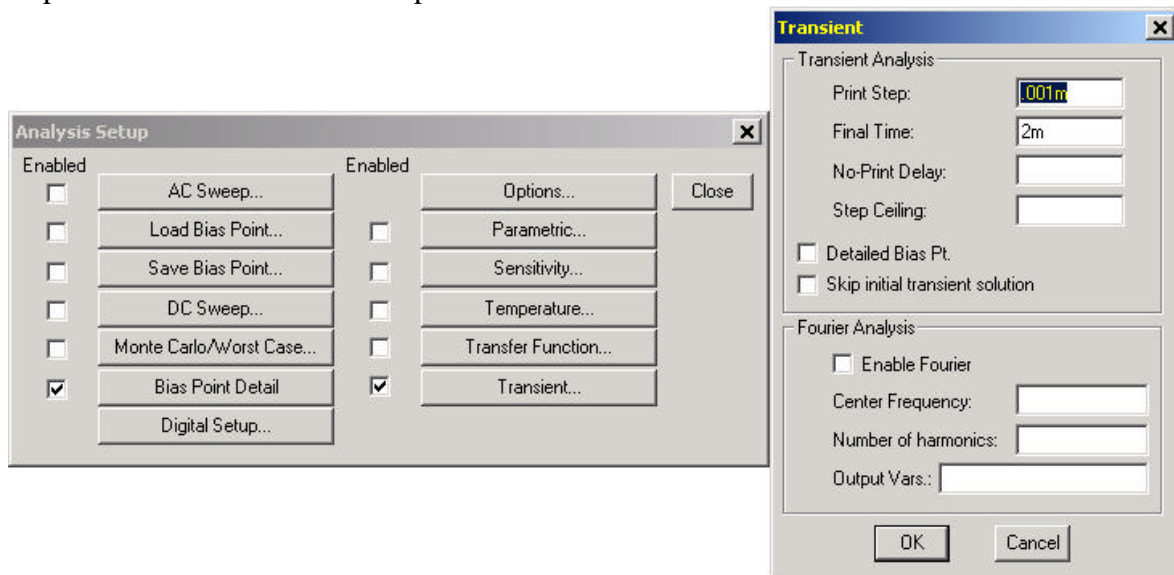 Analysis Setup
Enabled Enabled
AC Sweep... Options... Close
Load Bias Point... Parametric...
Save Bias Point... Sensitivity...
DC Sweep... Temperature...
Monte Carlo/Worst Case... Transfer Function...
Bias Point Detail Transient...
Digital Setup...
Transient
Transient Analysis
Print Step: .001m
Final Time: 2m
No-Print Delay:
Step Ceiling:
Detailed Bias Pt.
Skip initial transient solution
Fourier Analysis
Enable Fourier
Center Frequency:
Number of harmonics:
Output Vars.:
OK Cancel